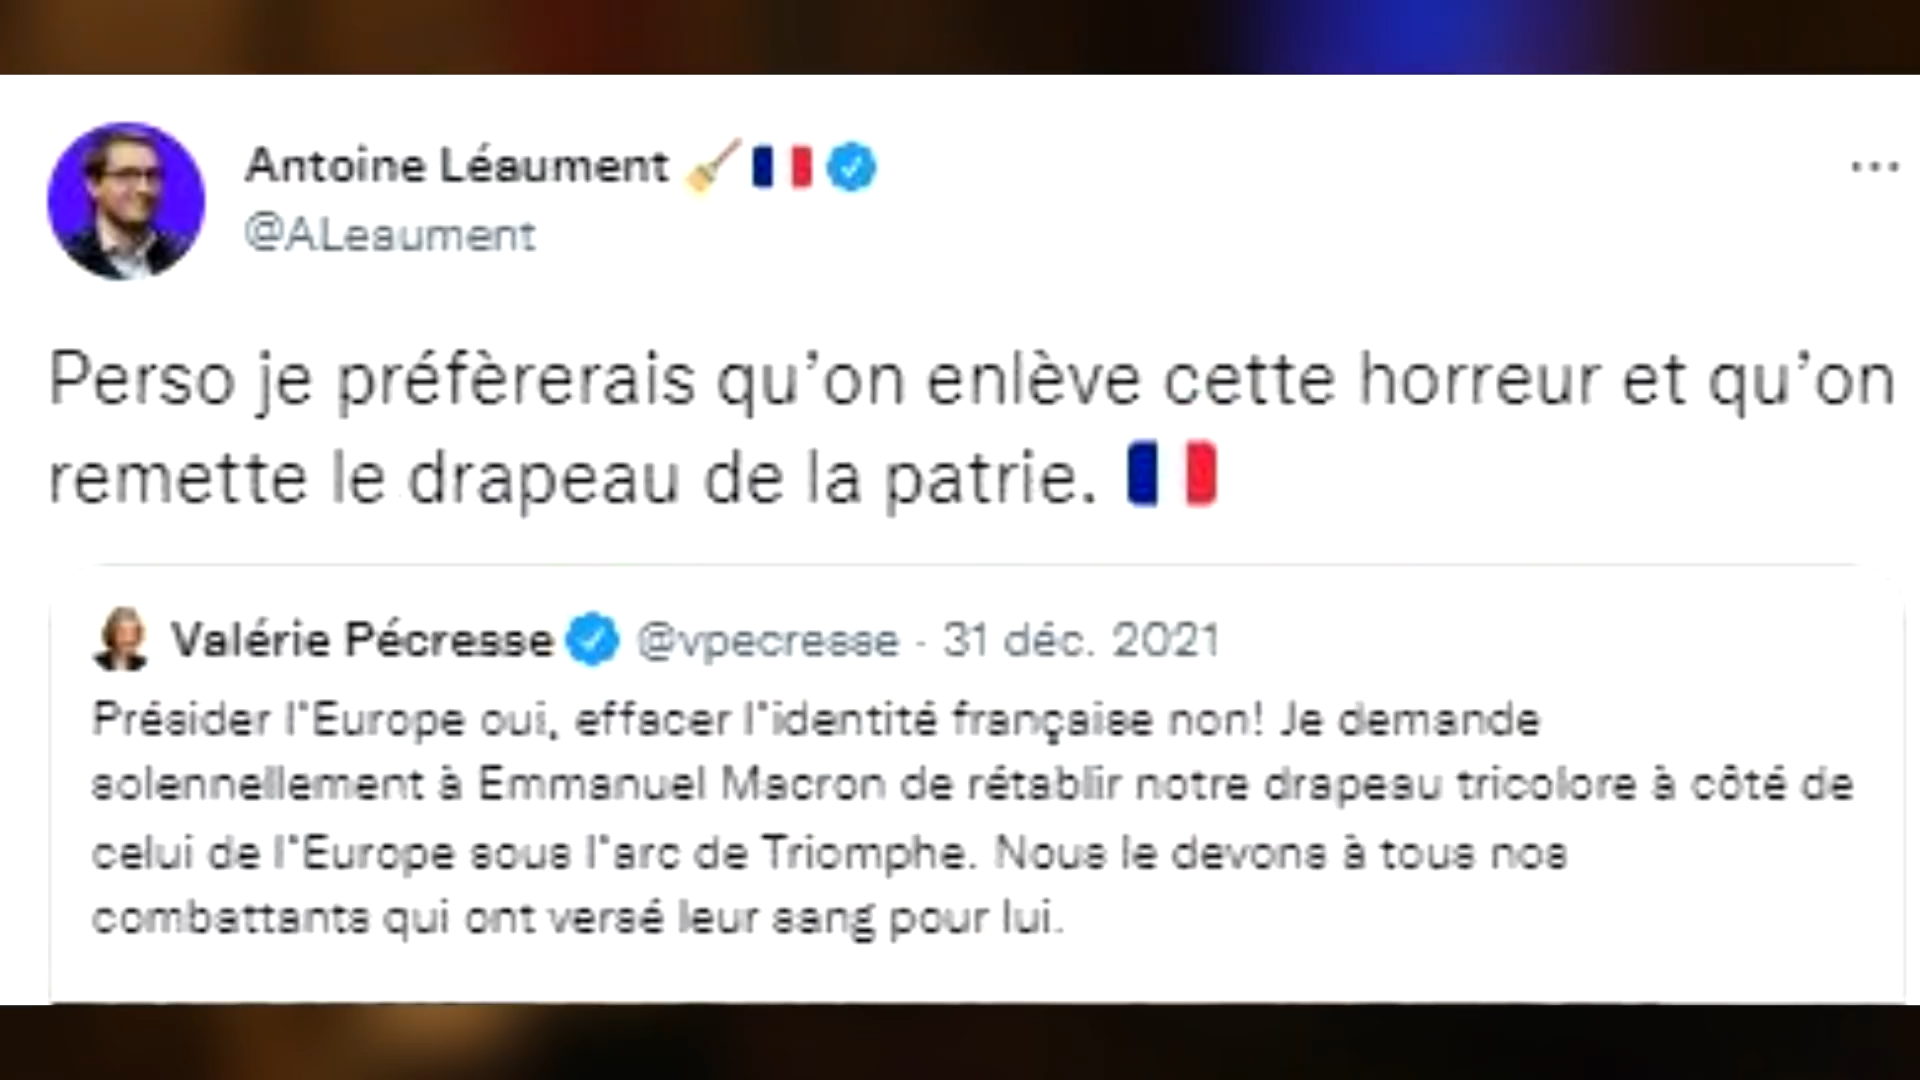 Antoine Léaument 🧹🇫🇷
@ALeaument
Perso je préfèrerais qu’on enlève cette horreur et qu’on
remette le drapeau de la patrie. 🇫🇷
Valérie Pécresse @vpecresse · 31 déc. 2021
Présider l'Europe oui, effacer l'identité française non! Je demande
solennellement à Emmanuel Macron de rétablir notre drapeau tricolore à côté de
celui de l'Europe sous l'arc de Triomphe. Nous le devons à tous nos
combattants qui ont versé leur sang pour lui.